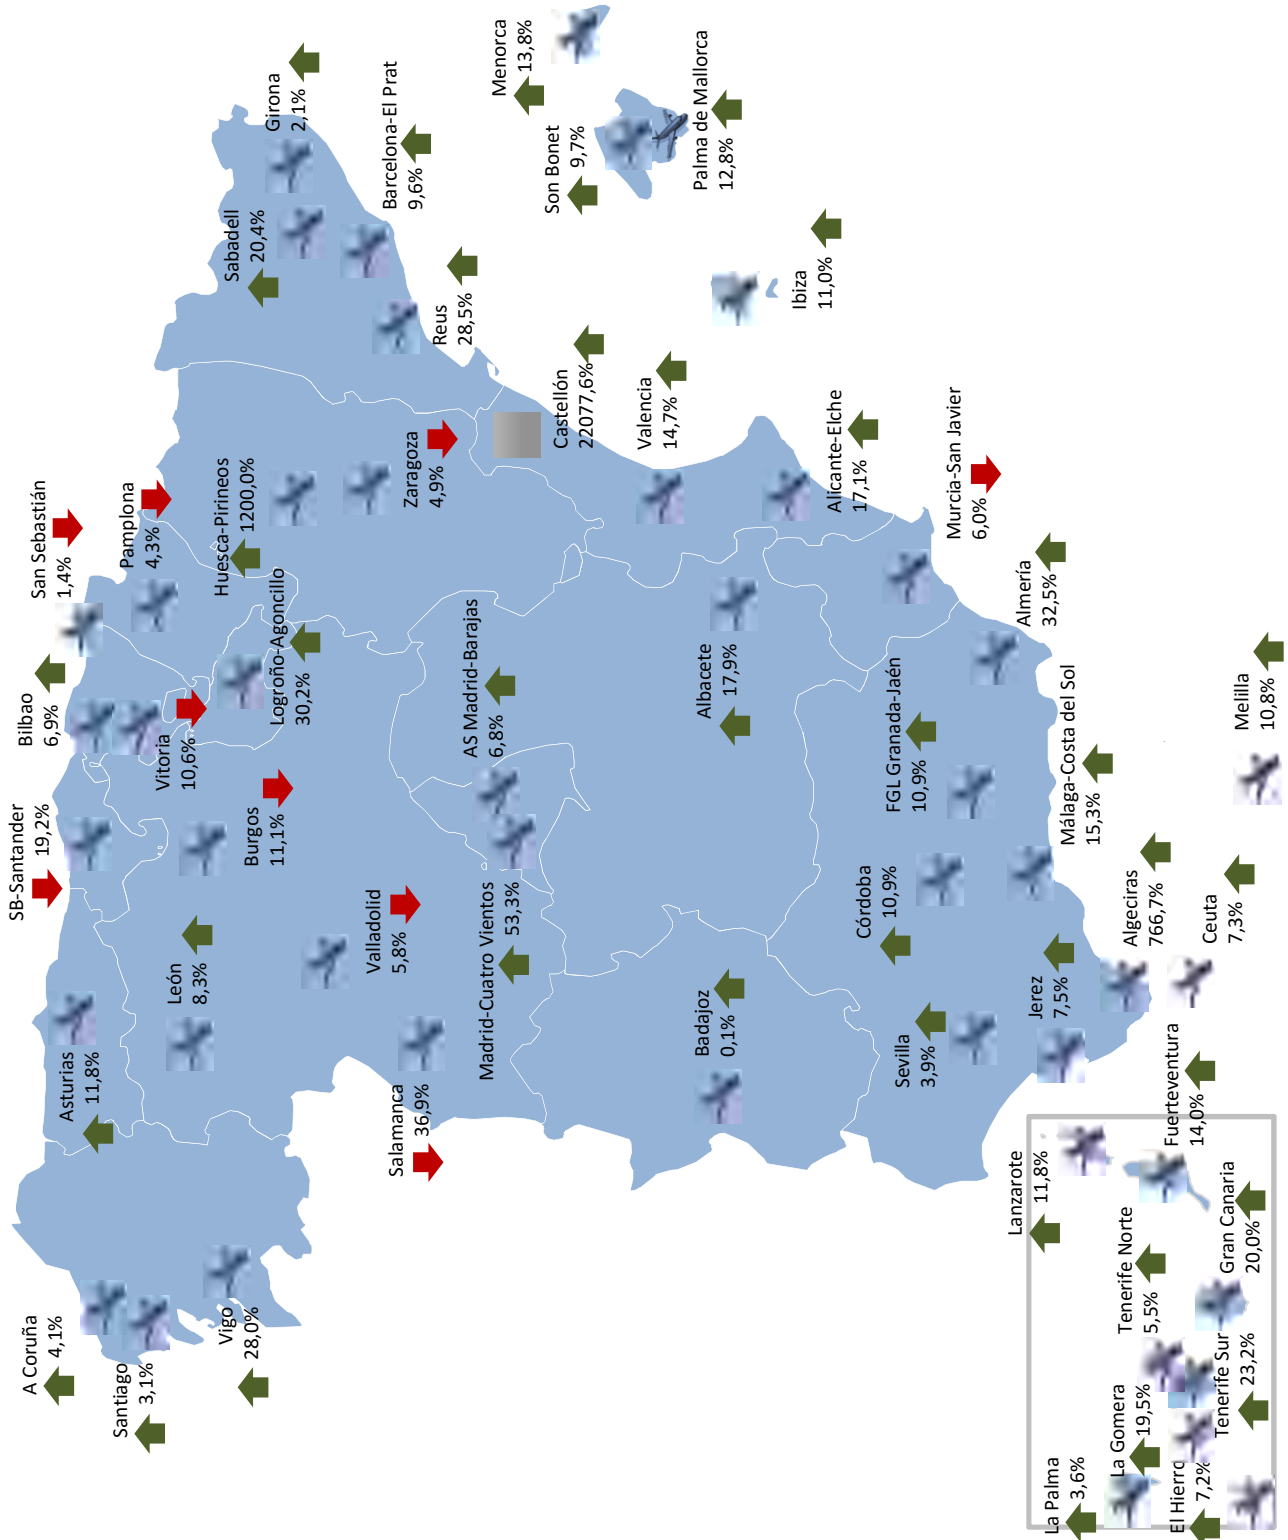 A Coruña
4,1%
Santiago
3,1%
Vigo
28,0%
Asturias
11,8%
León
8,3%
SB-Santander
19,2%
Bilbao
6,9%
San Sebastián
1,4%
Vitoria
10,6%
Pamplona
4,3%
Logroño-Agoncillo
30,2%
Huesca-Pirineos
1200,0%
Burgos
11,1%
Valladolid
5,8%
Salamanca
36,9%
Zaragoza
4,9%
Sabadell
20,4%
Girona
2,1%
Barcelona-El Prat
9,6%
Reus
28,5%
Menorca
13,8%
Son Bonet
9,7%
Palma de Mallorca
12,8%
Ibiza
11,0%
Castellón
22077,6%
Valencia
14,7%
Alicante-Elche
17,1%
Murcia-San Javier
6,0%
AS Madrid-Barajas
6,8%
Madrid-Cuatro Vientos
53,3%
Albacete
17,9%
Badajoz
0,1%
Córdoba
10,9%
Sevilla
3,9%
FGL Granada-Jaén
10,9%
Almería
32,5%
Málaga-Costa del Sol
15,3%
Jerez
7,5%
Algeciras
766,7%
Ceuta
7,3%
Melilla
10,8%
Lanzarote
11,8%
Fuerteventura
14,0%
Gran Canaria
20,0%
Tenerife Norte
5,5%
Tenerife Sur
23,2%
La Gomera
19,5%
La Palma
3,6%
El Hierro
7,2%